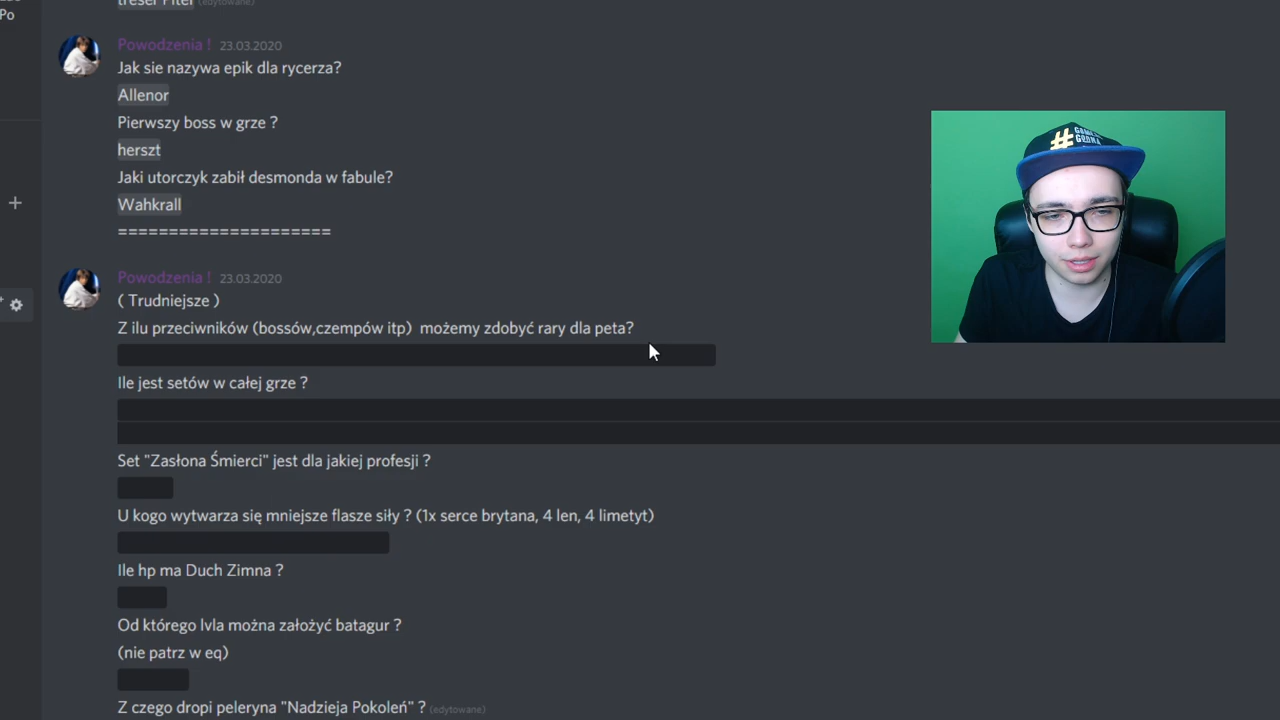 Po
treser Piter (edytowane)
Powodzenia ! 23.03.2020
Jak sie nazywa epik dla rycerza?
Allenor
Pierwszy boss w grze ?
herszt
Jaki utorczyk zabił desmonda w fabule?
Wahkrall
=====================
Powodzenia ! 23.03.2020
( Trudniejsze )
Z ilu przeciwników (bossów,czempów itp) możemy zdobyć rary dla peta?
Ile jest setów w całej grze ?
Set "Zasłona Śmierci" jest dla jakiej profesji ?
U kogo wytwarza się mniejsze flasze siły ? (1x serce brytana, 4 len, 4 limetyt)
Ile hp ma Duch Zimna ?
Od którego lvla można założyć batagur ?
(nie patrz w eq)
Z czego dropi peleryna "Nadzieja Pokoleń" ? (edytowane)